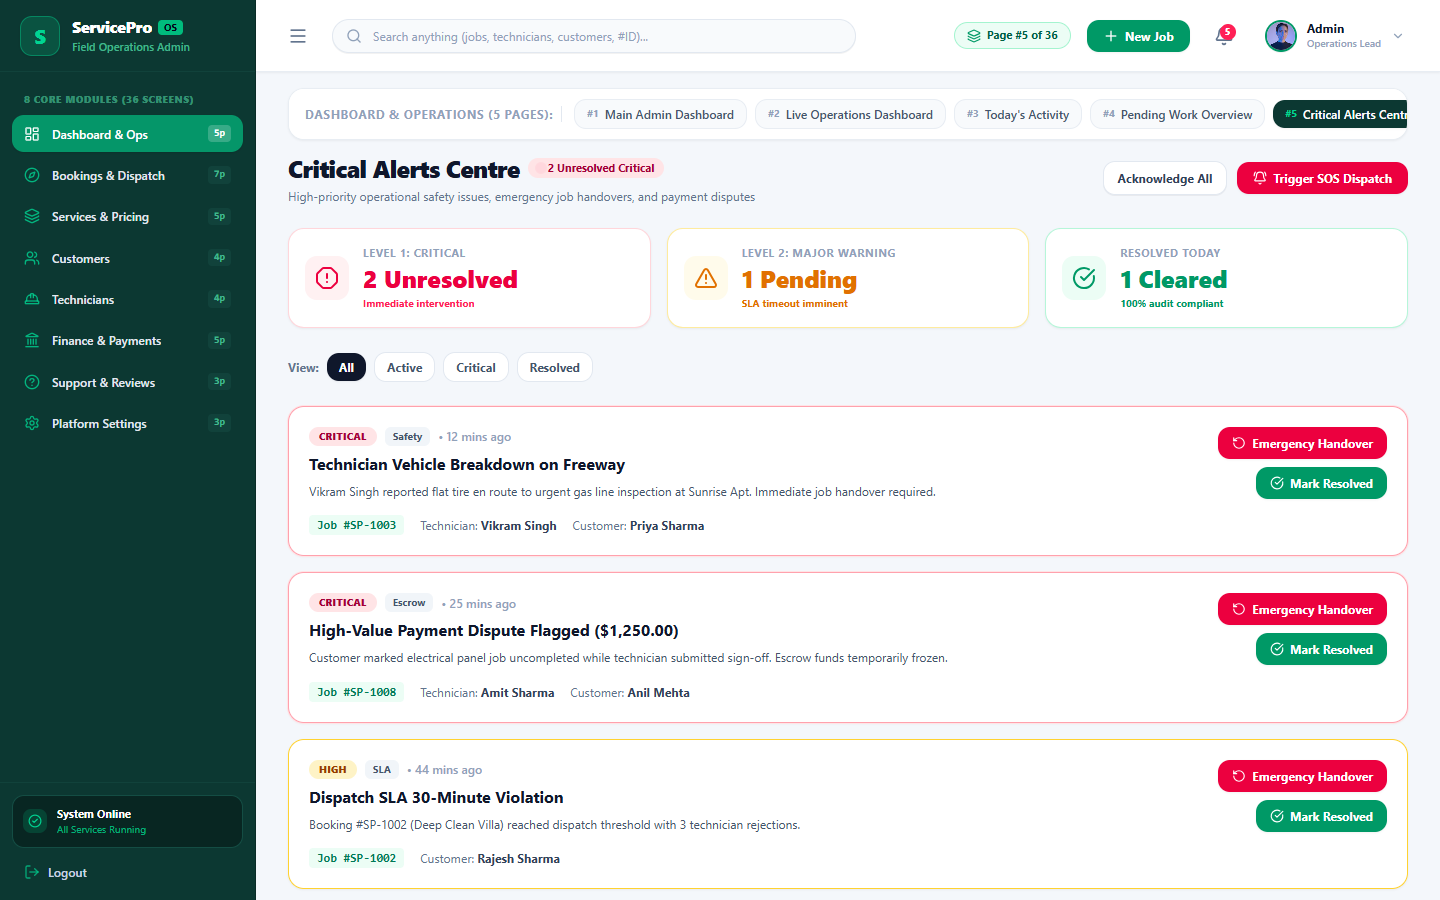 S
ServicePro OS
Field Operations Admin
8 CORE MODULES (36 SCREENS)
Dashboard & Ops 5p
Bookings & Dispatch 7p
Services & Pricing 5p
Customers 4p
Technicians 4p
Finance & Payments 5p
Support & Reviews 3p
Platform Settings 3p
System Online
All Services Running
Logout
Search anything (jobs, technicians, customers, #ID)...
Page #5 of 36
New Job
5
Admin
Operations Lead
DASHBOARD & OPERATIONS (5 PAGES):
#1 Main Admin Dashboard
#2 Live Operations Dashboard
#3 Today's Activity
#4 Pending Work Overview
#5 Critical Alerts Centr
Critical Alerts Centre
2 Unresolved Critical
High-priority operational safety issues, emergency job handovers, and payment disputes
Acknowledge All
Trigger SOS Dispatch
LEVEL 1: CRITICAL
2 Unresolved
Immediate intervention
LEVEL 2: MAJOR WARNING
1 Pending
SLA timeout imminent
RESOLVED TODAY
1 Cleared
100% audit compliant
View: All Active Critical Resolved
CRITICAL Safety • 12 mins ago
Technician Vehicle Breakdown on Freeway
Vikram Singh reported flat tire en route to urgent gas line inspection at Sunrise Apt. Immediate job handover required.
Job #SP-1003 Technician: Vikram Singh Customer: Priya Sharma
Emergency Handover
Mark Resolved
CRITICAL Escrow • 25 mins ago
High-Value Payment Dispute Flagged ($1,250.00)
Customer marked electrical panel job uncompleted while technician submitted sign-off. Escrow funds temporarily frozen.
Job #SP-1008 Technician: Amit Sharma Customer: Anil Mehta
Emergency Handover
Mark Resolved
HIGH SLA • 44 mins ago
Dispatch SLA 30-Minute Violation
Booking #SP-1002 (Deep Clean Villa) reached dispatch threshold with 3 technician rejections.
Job #SP-1002 Customer: Rajesh Sharma
Emergency Handover
Mark Resolved